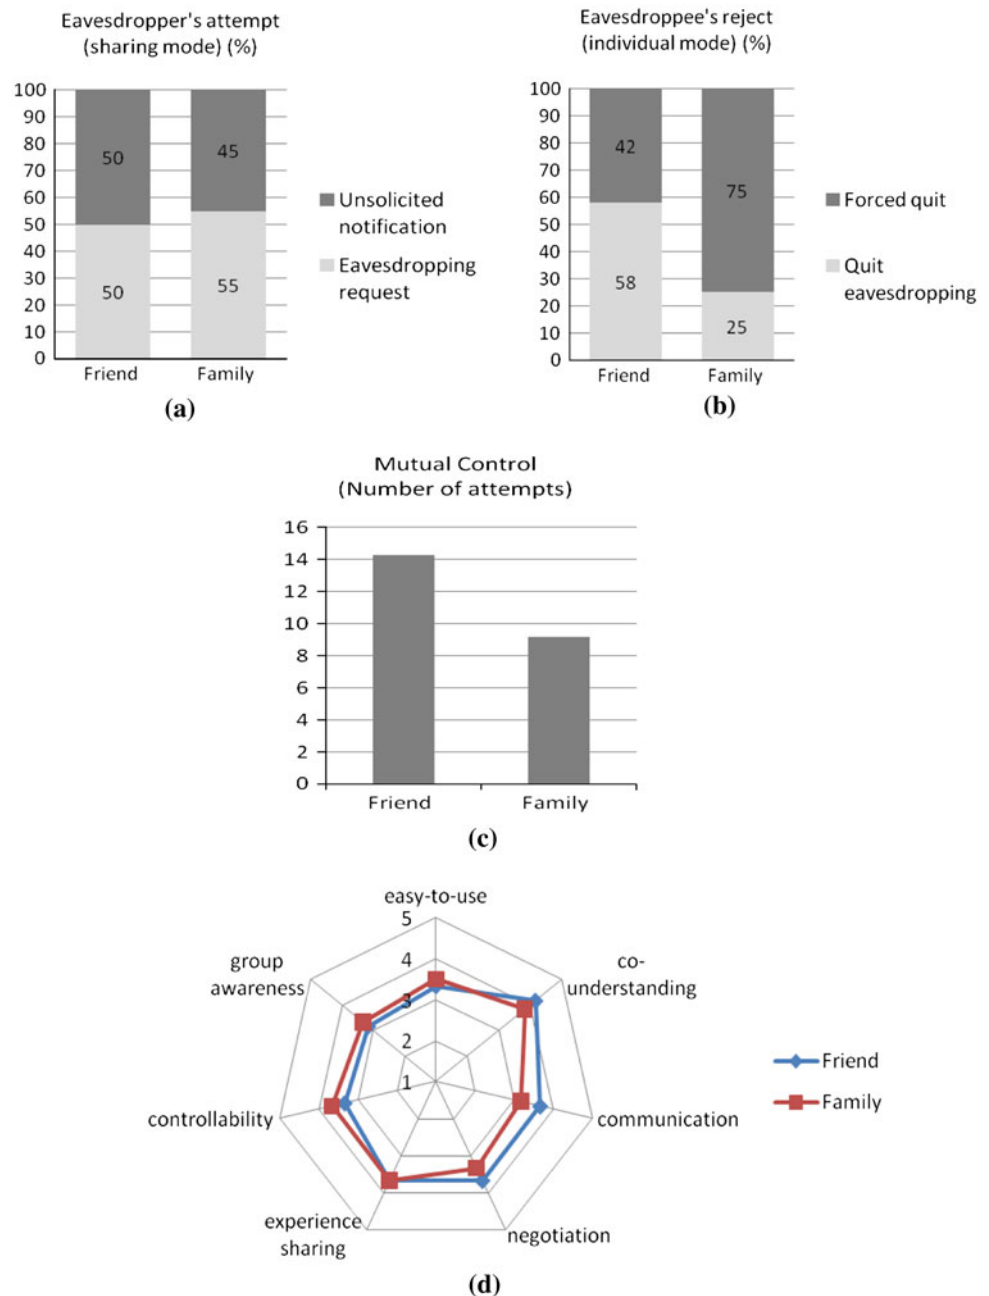 Eavesdropper's attempt
(sharing mode) (%)
100
90
80
70
60
50
40
30
20
10
0
50
45
50
55
Friend
Family
Unsolicited
notification
Eavesdropping
request
(a)
Eavesdroppee's reject
(individual mode) (%)
100
90
80
70
60
50
40
30
20
10
0
42
75
58
25
Friend
Family
Forced quit
Quit
eavesdropping
(b)
Mutual Control
(Number of attempts)
16
14
12
10
8
6
4
2
0
Friend
Family
(c)
easy-to-use
5
4
3
2
1
group
awareness
co-
understanding
controllability
communication
experience
sharing
negotiation
Friend
Family
(d)